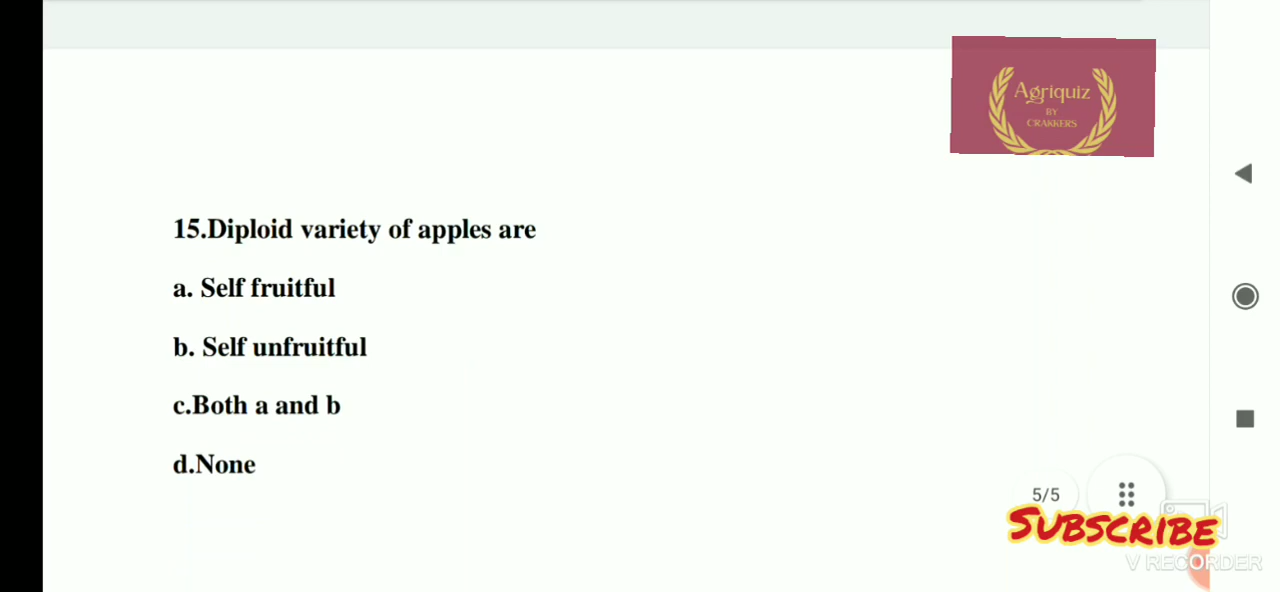 Agriquiz
BY
CRAKKERS
15.Diploid variety of apples are
a. Self fruitful
b. Self unfruitful
c.Both a and b
d.None
5/5
SUBSCRIBE
V RECORDER